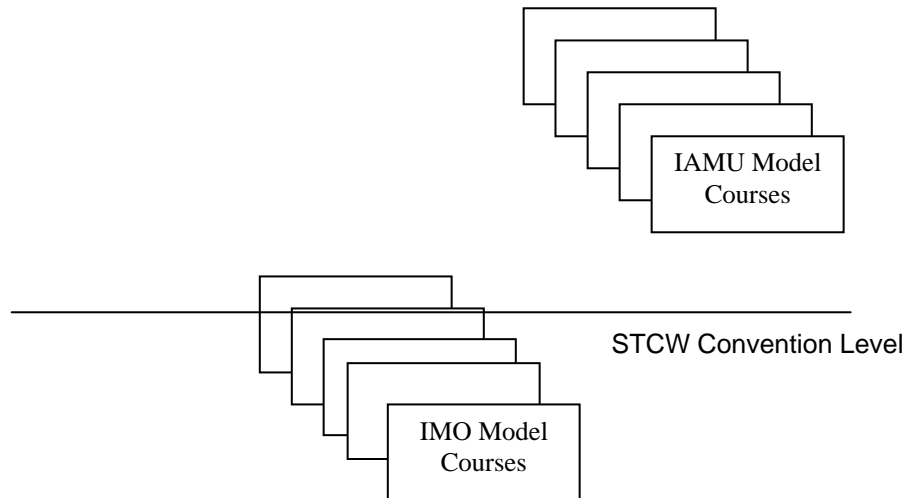 IAMU Model
Courses
STCW Convention Level
IMO Model
Courses